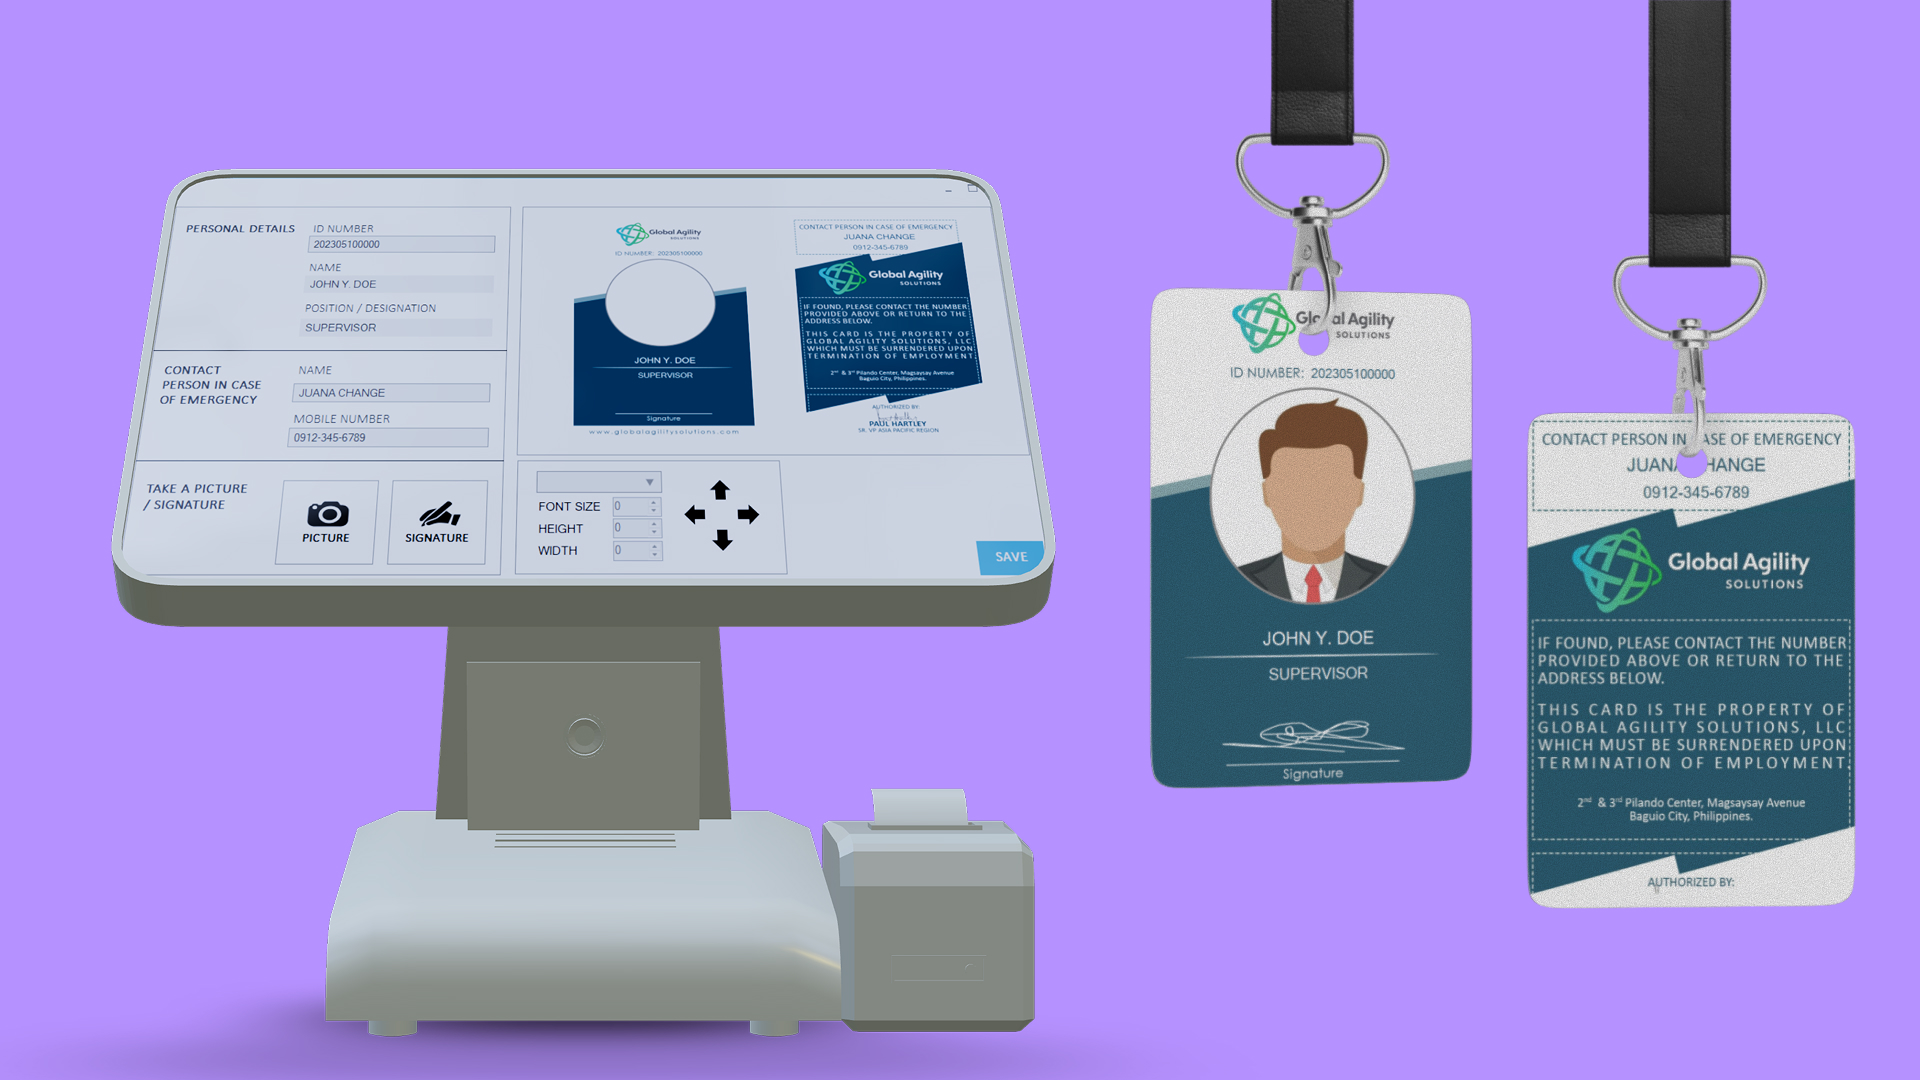 PERSONAL DETAILS
ID NUMBER
202305100000
NAME
JOHN Y. DOE
POSITION / DESIGNATION
SUPERVISOR
CONTACT
PERSON IN CASE
OF EMERGENCY
NAME
JUANA CHANGE
MOBILE NUMBER
0912-345-6789
TAKE A PICTURE
/ SIGNATURE
PICTURE
SIGNATURE
Global Agility
SOLUTIONS
ID NUMBER: 202305100000
JOHN Y. DOE
SUPERVISOR
Signature
www.globalagilitysolutions.com
CONTACT PERSON IN CASE OF EMERGENCY
JUANA CHANGE
0912-345-6789
Global Agility
SOLUTIONS
IF FOUND, PLEASE CONTACT THE NUMBER
PROVIDED ABOVE OR RETURN TO THE
ADDRESS BELOW.
THIS CARD IS THE PROPERTY OF
GLOBAL AGILITY SOLUTIONS, LLC
WHICH MUST BE SURRENDERED UPON
TERMINATION OF EMPLOYMENT
2nd & 3rd Pilando Center, Magsaysay Avenue
Baguio City, Philippines.
AUTHORIZED BY:
PAUL HARTLEY
SR. VP ASIA PACIFIC REGION
FONT SIZE 0
HEIGHT 0
WIDTH 0
SAVE
Global Agility
SOLUTIONS
ID NUMBER: 202305100000
JOHN Y. DOE
SUPERVISOR
Signature
CONTACT PERSON IN CASE OF EMERGENCY
JUANA CHANGE
0912-345-6789
Global Agility
SOLUTIONS
IF FOUND, PLEASE CONTACT THE NUMBER
PROVIDED ABOVE OR RETURN TO THE
ADDRESS BELOW.
THIS CARD IS THE PROPERTY OF
GLOBAL AGILITY SOLUTIONS, LLC
WHICH MUST BE SURRENDERED UPON
TERMINATION OF EMPLOYMENT.
2nd & 3rd Pilando Center, Magsaysay Avenue
Baguio City, Philippines.
AUTHORIZED BY: